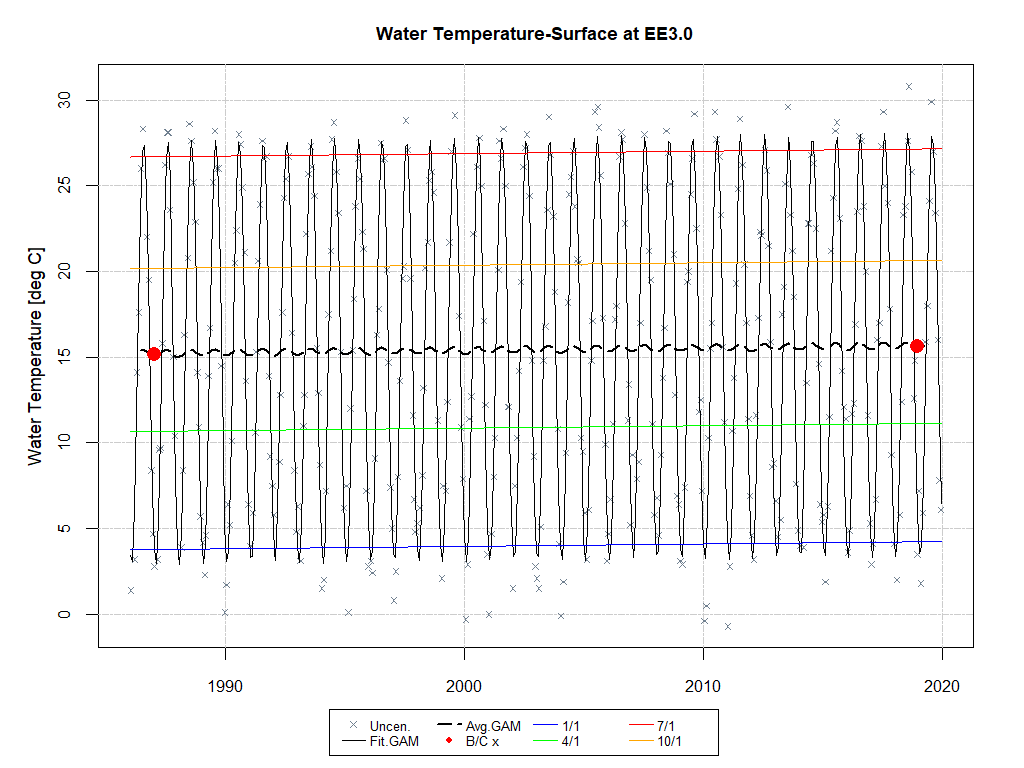 Water Temperature-Surface at EE3.0
Water Temperature [deg C]
30
25
20
15
10
5
0
1990 2000 2010 2020
Uncen. Avg.GAM 1/1 7/1
Fit.GAM B/C x 4/1 10/1